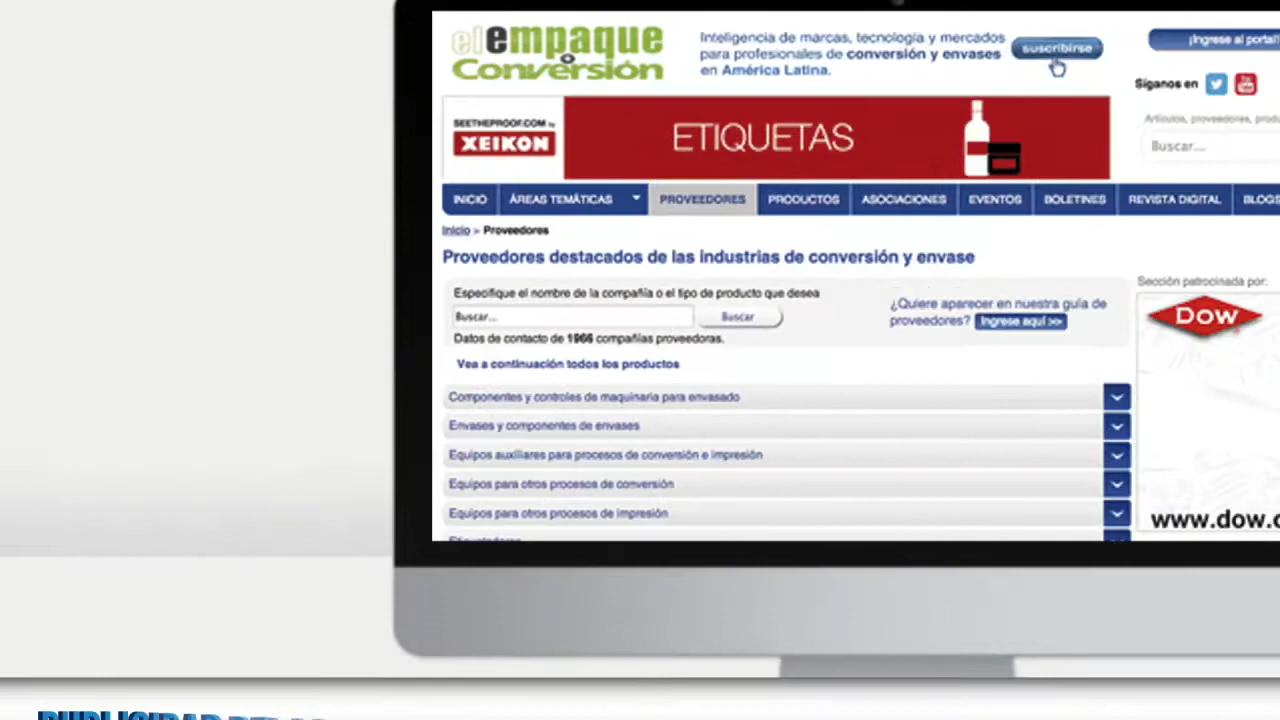 el empaque
+ Conversión
Inteligencia de marcas, tecnología y mercados
para profesionales de conversión y envases
en América Latina.
suscribirse
¡Ingrese al portal!
Síganos en
You
Artículos, proveedores,
Buscar...
SEETHEPROOF.COM by
XEIKON
ETIQUETAS
INICIO
ÁREAS TEMÁTICAS
PROVEEDORES
PRODUCTOS
ASOCIACIONES
EVENTOS
BOLETINES
REVISTA DIGITAL
BLOGS
Inicio > Proveedores
Proveedores destacados de las industrias de conversión y envase
Especifique el nombre de la compañía o el tipo de producto que desea
Buscar...
Buscar
Datos de contacto de 1966 compañías proveedoras.
¿Quiere aparecer en nuestra guía de
proveedores? Ingrese aquí >>
Sección patrocinada por:
DOW
www.dow.c
Vea a continuación todos los productos
Componentes y controles de maquinaria para envasado
Envases y componentes de envases
Equipos auxiliares para procesos de conversión e impresión
Equipos para otros procesos de conversión
Equipos para otros procesos de impresión